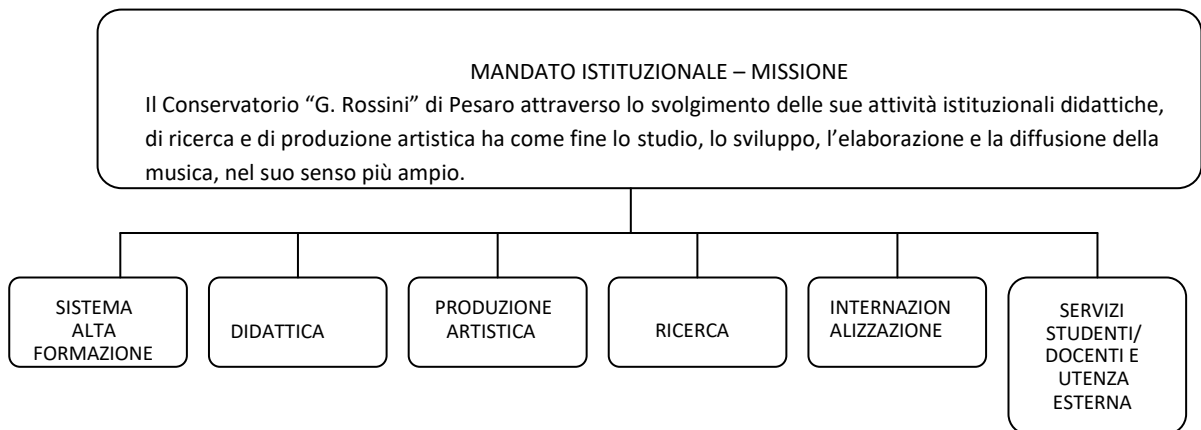 MANDATO ISTITUZIONALE – MISSIONE
Il Conservatorio “G. Rossini” di Pesaro attraverso lo svolgimento delle sue attività istituzionali didattiche,
di ricerca e di produzione artistica ha come fine lo studio, lo sviluppo, l’elaborazione e la diffusione della
musica, nel suo senso più ampio.
SISTEMA
ALTA
FORMAZIONE
DIDATTICA
PRODUZIONE
ARTISTICA
RICERCA
INTERNAZION
ALIZZAZIONE
SERVIZI
STUDENTI/
DOCENTI E
UTENZA
ESTERNA